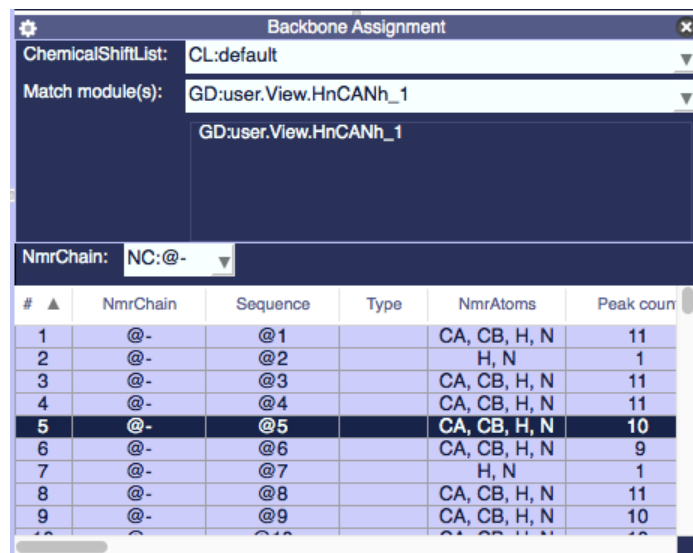 Backbone Assignment
ChemicalShiftList: CL:default
Match module(s): GD:user.View.HnCANh_1
GD:user.View.HnCANh_1
NmrChain: NC:@-
# NmrChain Sequence Type NmrAtoms Peak coun
1 @- @1 CA, CB, H, N 11
2 @- @2 H, N 1
3 @- @3 CA, CB, H, N 11
4 @- @4 CA, CB, H, N 11
5 @- @5 CA, CB, H, N 10
6 @- @6 CA, CB, H, N 9
7 @- @7 H, N 1
8 @- @8 CA, CB, H, N 11
9 @- @9 CA, CB, H, N 10